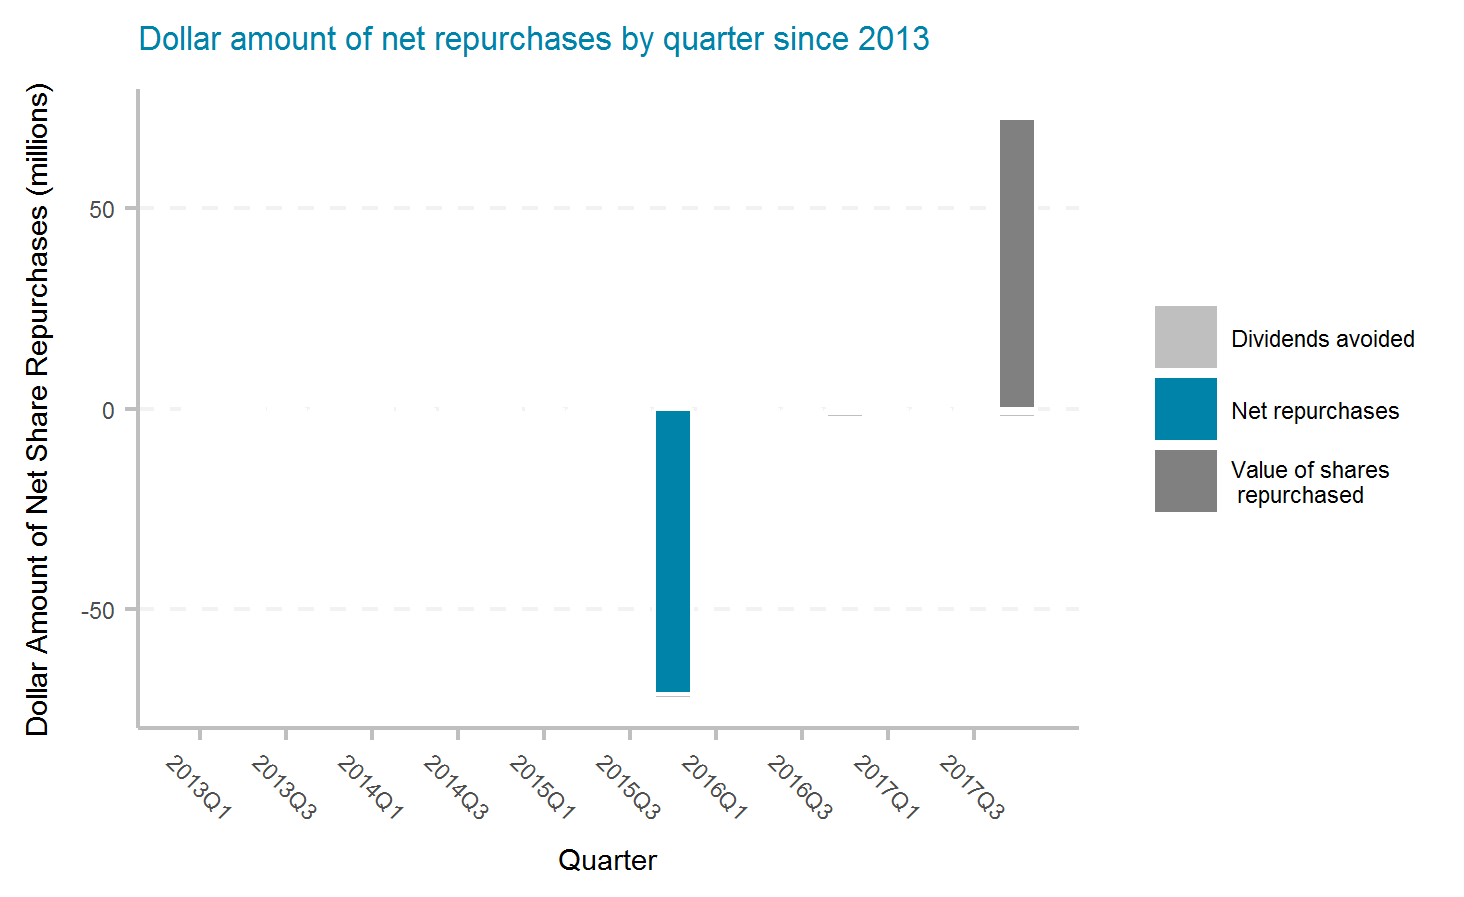 Dollar amount of net repurchases by quarter since 2013
Dollar Amount of Net Share Repurchases (millions)
50
0
-50
2013Q1
2013Q3
2014Q1
2014Q3
2015Q1
2015Q3
2016Q1
2016Q3
2017Q1
2017Q3
Quarter
Dividends avoided
Net repurchases
Value of shares
repurchased